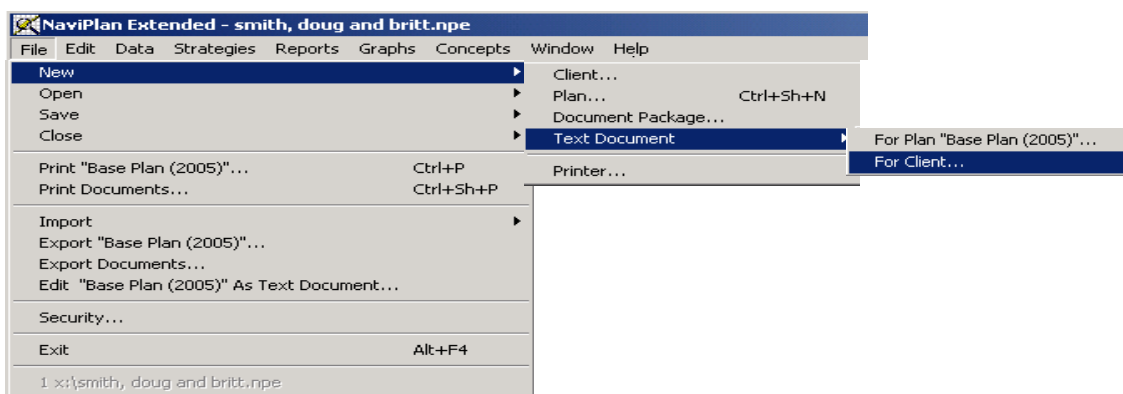 NaviPlan Extended - smith, doug and britt.npe
File Edit Data Strategies Reports Graphs Concepts Window Help
New
Open
Save
Close
Print "Base Plan (2005)"... Ctrl+P
Print Documents... Ctrl+Sh+P
Import
Export "Base Plan (2005)"...
Export Documents...
Edit "Base Plan (2005)" As Text Document...
Security...
Exit Alt+F4
1 x:\smith, doug and britt.npe
Client...
Plan... Ctrl+Sh+N
Document Package...
Text Document
Printer...
For Plan "Base Plan (2005)"...
For Client...